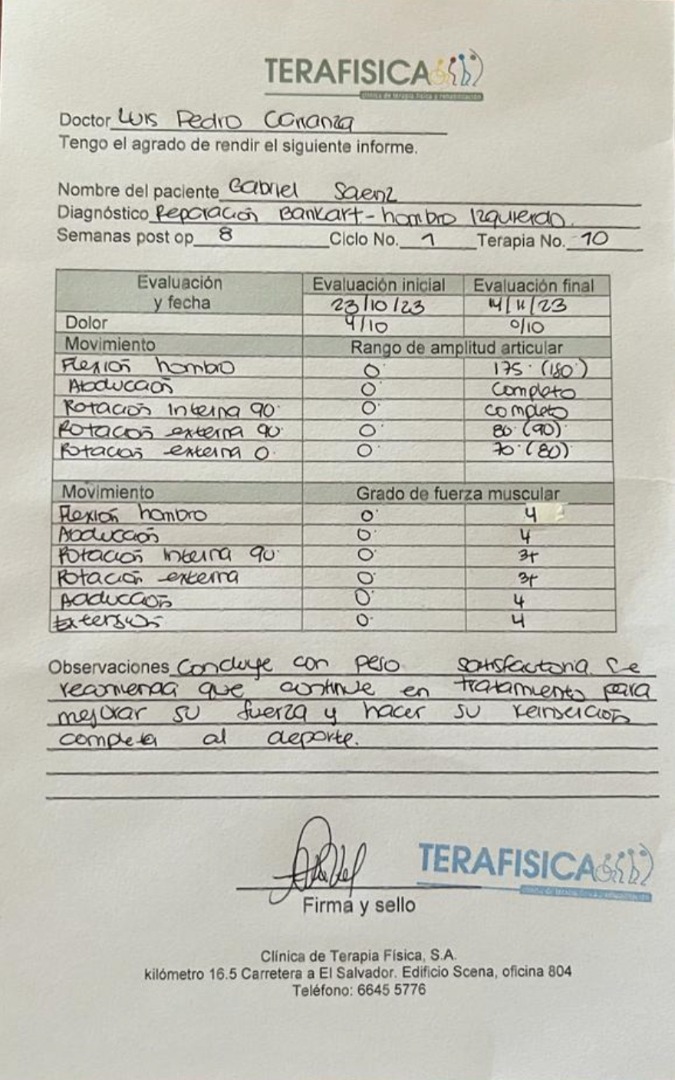 TERAFISICA
clínica de terapia física y rehabilitación
Doctor Luis Pedro Carranza
Tengo el agrado de rendir el siguiente informe.
Nombre del paciente Gabriel Saenz
Diagnóstico Reparación Bankart - hombro Izquierdo.
Semanas post op 8 Ciclo No. 1 Terapia No. 10
Evaluación y fecha Evaluación inicial Evaluación final
23/10/23 14/11/23
Dolor 4/10 0/10
Movimiento Rango de amplitud articular
Flexión hombro 0° 175° (180°)
Abducción 0° completo
Rotación Interna 90° 0° completo
Rotación externa 90° 0° 80° (90)
Rotación externa 0° 0° 70° (80)
Movimiento Grado de fuerza muscular
Flexión hombro 0° 4
Abducción 0° 4
Rotación interna 90° 0° 3+
Rotación externa 0° 3+
Aducción 0° 4
Extensión 0° 4
Observaciones Concluye con satisfactoria. Se
recomienda que continue en tratamiento para
mejorar su fuerza y hacer su reinserción
completa al deporte.
TERAFISICA
Firma y sello
Clínica de Terapia Física, S.A.
kilómetro 16.5 Carretera a El Salvador. Edificio Scena, oficina 804
Teléfono: 6645 5776